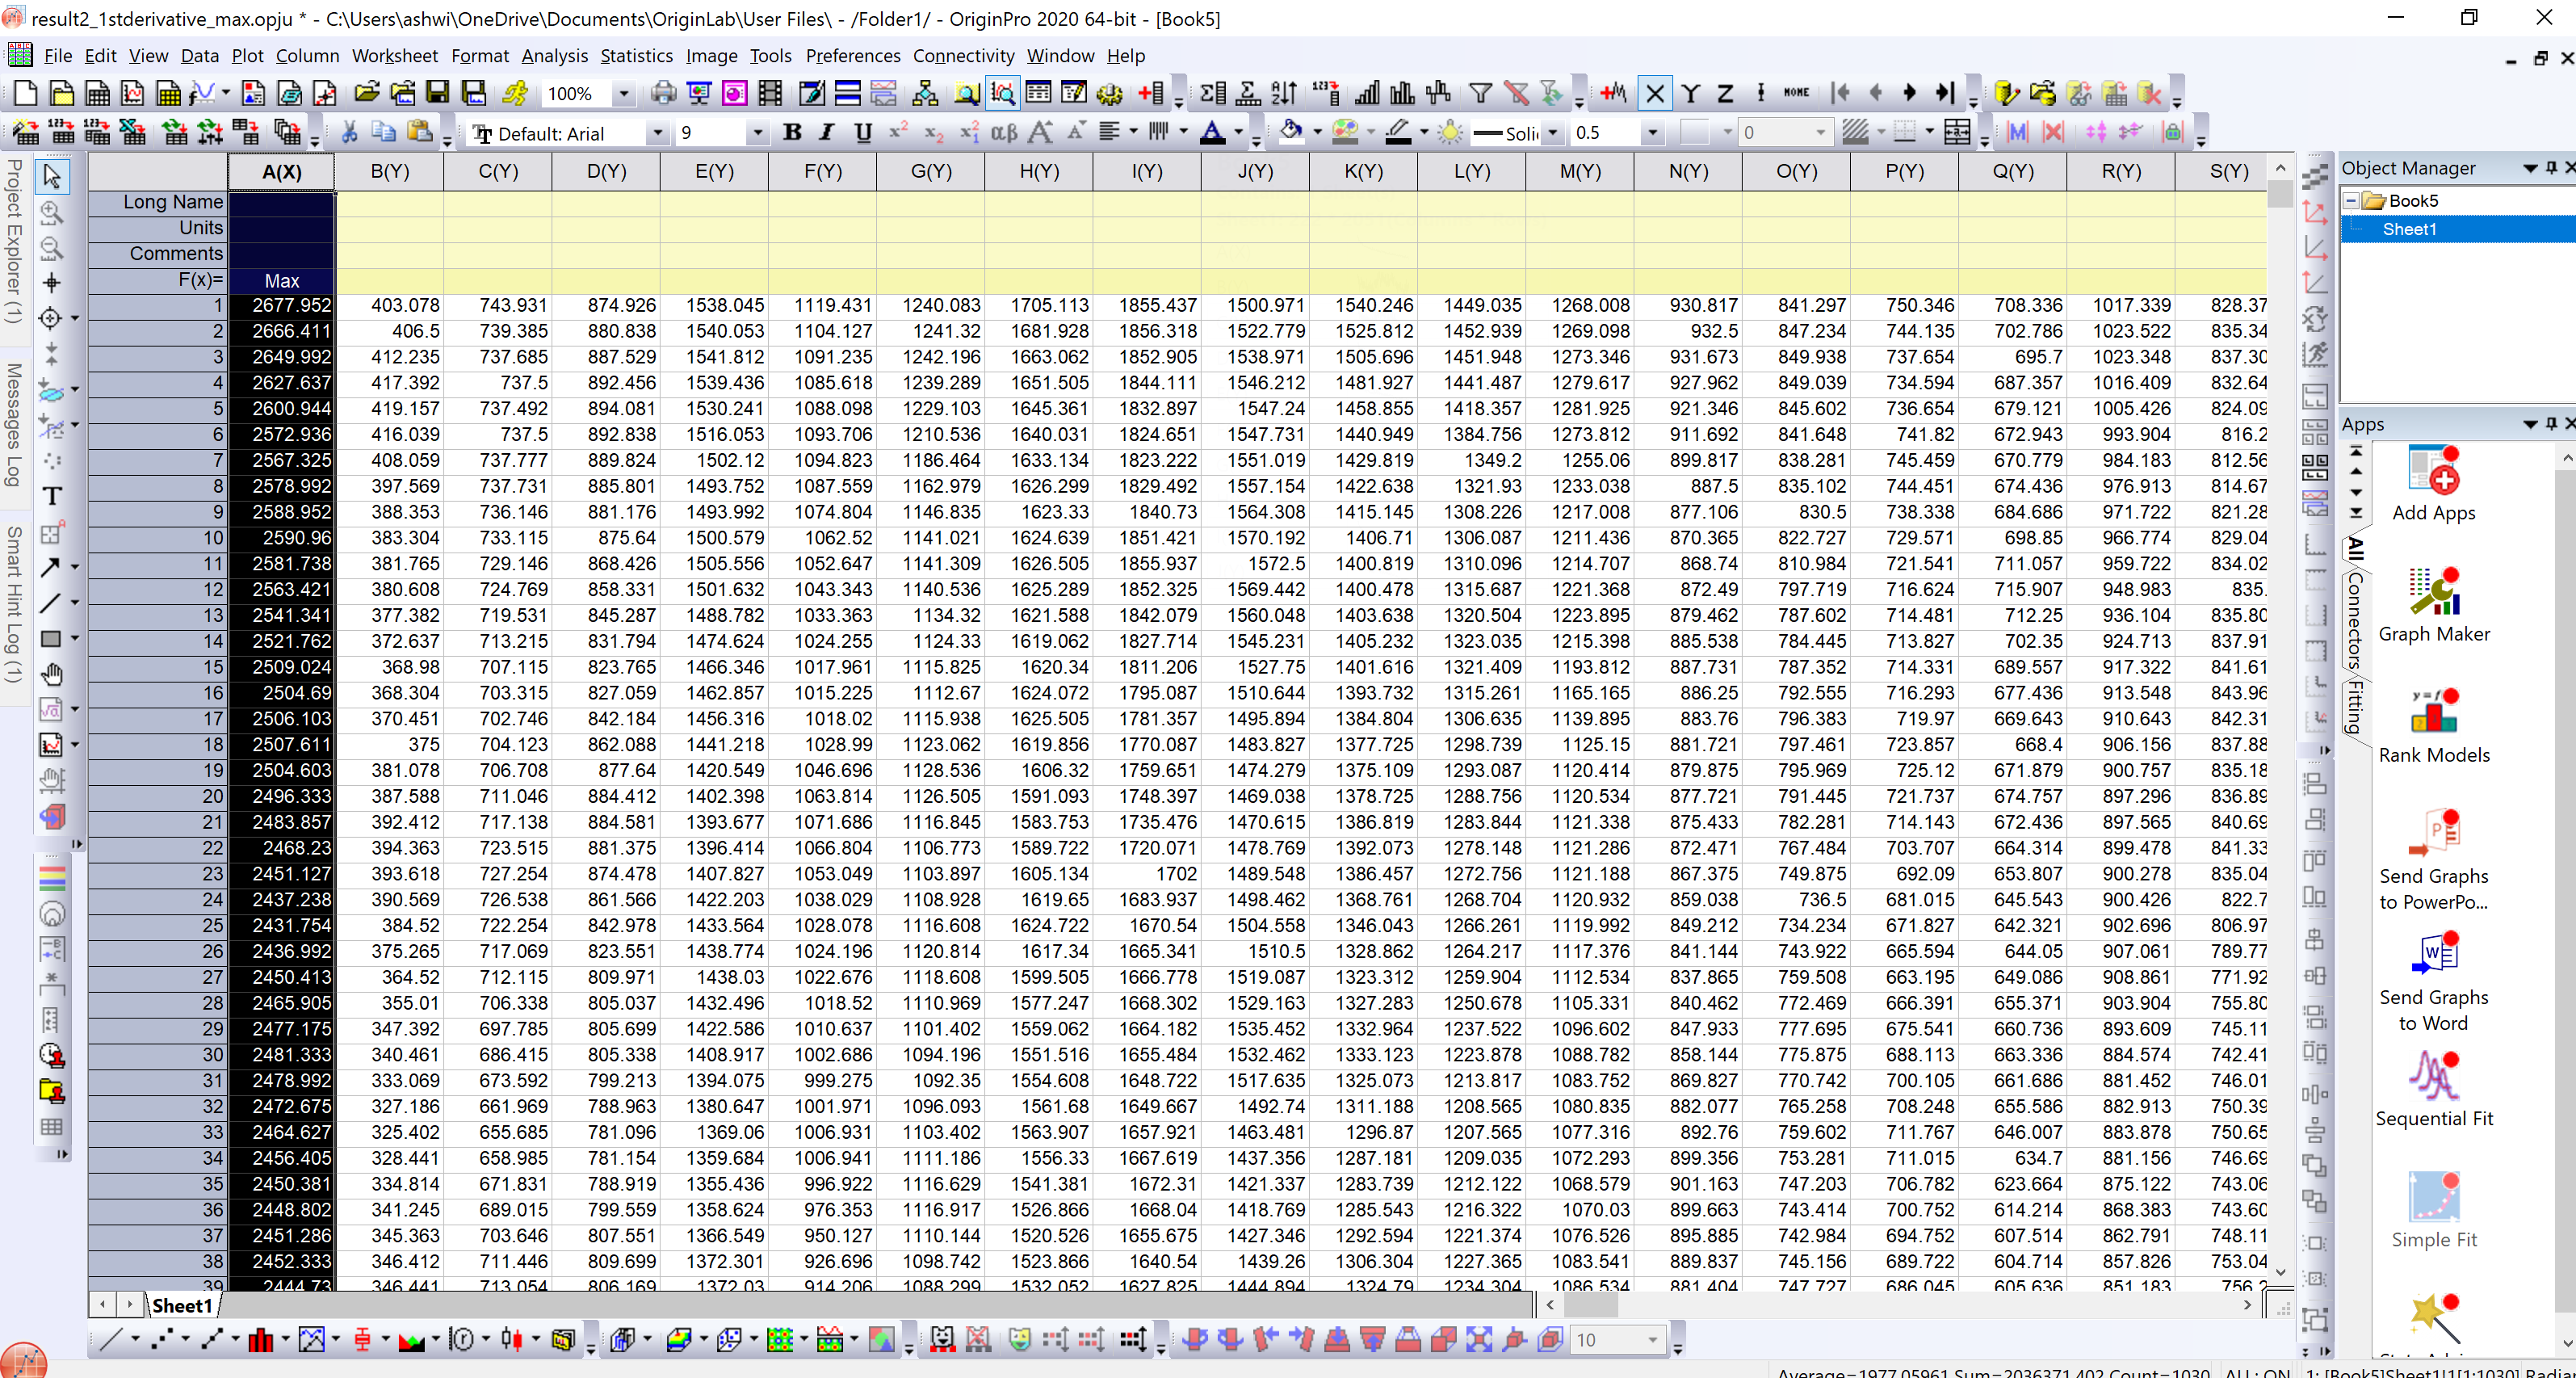 result2_1stderivative_max.opju * - C:\Users\ashwi\OneDrive\Documents\OriginLab\User Files\ - /Folder1/ - OriginPro 2020 64-bit - [Book5]
File Edit View Data Plot Column Worksheet Format Analysis Statistics Image Tools Preferences Connectivity Window Help
100%
Default: Arial 9 0.5 0
Project Explorer (1)
Messages Log
Smart Hint Log (1)
A(X) B(Y) C(Y) D(Y) E(Y) F(Y) G(Y) H(Y) I(Y) J(Y) K(Y) L(Y) M(Y) N(Y) O(Y) P(Y) Q(Y) R(Y) S(Y)
Long Name
Units
Comments
F(x)= Max
1 2677.952 403.078 743.931 874.926 1538.045 1119.431 1240.083 1705.113 1855.437 1500.971 1540.246 1449.035 1268.008 930.817 841.297 750.346 708.336 1017.339 828.37
2 2666.411 406.5 739.385 880.838 1540.053 1104.127 1241.32 1681.928 1856.318 1522.779 1525.812 1452.939 1269.098 932.5 847.234 744.135 702.786 1023.522 835.34
3 2649.992 412.235 737.685 887.529 1541.812 1091.235 1242.196 1663.062 1852.905 1538.971 1505.696 1451.948 1273.346 931.673 849.938 737.654 695.7 1023.348 837.30
4 2627.637 417.392 737.5 892.456 1539.436 1085.618 1239.289 1651.505 1844.111 1546.212 1481.927 1441.487 1279.617 927.962 849.039 734.594 687.357 1016.409 832.64
5 2600.944 419.157 737.492 894.081 1530.241 1088.098 1229.103 1645.361 1832.897 1547.24 1458.855 1418.357 1281.925 921.346 845.602 736.654 679.121 1005.426 824.09
6 2572.936 416.039 737.5 892.838 1516.053 1093.706 1210.536 1640.031 1824.651 1547.731 1440.949 1384.756 1273.812 911.692 841.648 741.82 672.943 993.904 816.2
7 2567.325 408.059 737.777 889.824 1502.12 1094.823 1186.464 1633.134 1823.222 1551.019 1429.819 1349.2 1255.06 899.817 838.281 745.459 670.779 984.183 812.56
8 2578.992 397.569 737.731 885.801 1493.752 1087.559 1162.979 1626.299 1829.492 1557.154 1422.638 1321.93 1233.038 887.5 835.102 744.451 674.436 976.913 814.67
9 2588.952 388.353 736.146 881.176 1493.992 1074.804 1146.835 1623.33 1840.73 1564.308 1415.145 1308.226 1217.008 877.106 830.5 738.338 684.686 971.722 821.28
10 2590.96 383.304 733.115 875.64 1500.579 1062.52 1141.021 1624.639 1851.421 1570.192 1406.71 1306.087 1211.436 870.365 822.727 729.571 698.85 966.774 829.04
11 2581.738 381.765 729.146 868.426 1505.556 1052.647 1141.309 1626.505 1855.937 1572.5 1400.819 1310.096 1214.707 868.74 810.984 721.541 711.057 959.722 834.02
12 2563.421 380.608 724.769 858.331 1501.632 1043.343 1140.536 1625.289 1852.325 1569.442 1400.478 1315.687 1221.368 872.49 797.719 716.624 715.907 948.983 835.
13 2541.341 377.382 719.531 845.287 1488.782 1033.363 1134.32 1621.588 1842.079 1560.048 1403.638 1320.504 1223.895 879.462 787.602 714.481 712.25 936.104 835.80
14 2521.762 372.637 713.215 831.794 1474.624 1024.255 1124.33 1619.062 1827.714 1545.231 1405.232 1323.035 1215.398 885.538 784.445 713.827 702.35 924.713 837.91
15 2509.024 368.98 707.115 823.765 1466.346 1017.961 1115.825 1620.34 1811.206 1527.75 1401.616 1321.409 1193.812 887.731 787.352 714.331 689.557 917.322 841.61
16 2504.69 368.304 703.315 827.059 1462.857 1015.225 1112.67 1624.072 1795.087 1510.644 1393.732 1315.261 1165.165 886.25 792.555 716.293 677.436 913.548 843.96
17 2506.103 370.451 702.746 842.184 1456.316 1018.02 1115.938 1625.505 1781.357 1495.894 1384.804 1306.635 1139.895 883.76 796.383 719.97 669.643 910.643 842.31
18 2507.611 375 704.123 862.088 1441.218 1028.99 1123.062 1619.856 1770.087 1483.827 1377.725 1298.739 1125.15 881.721 797.461 723.857 668.4 906.156 837.88
19 2504.603 381.078 706.708 877.64 1420.549 1046.696 1128.536 1606.32 1759.651 1474.279 1375.109 1293.087 1120.414 879.875 795.969 725.12 671.879 900.757 835.18
20 2496.333 387.588 711.046 884.412 1402.398 1063.814 1126.505 1591.093 1748.397 1469.038 1378.725 1288.756 1120.534 877.721 791.445 721.737 674.757 897.296 836.89
21 2483.857 392.412 717.138 884.581 1393.677 1071.686 1116.845 1583.753 1735.476 1470.615 1386.819 1283.844 1121.338 875.433 782.281 714.143 672.436 897.565 840.69
22 2468.23 394.363 723.515 881.375 1396.414 1066.804 1106.773 1589.722 1720.071 1478.769 1392.073 1278.148 1121.286 872.471 767.484 703.707 664.314 899.478 841.33
23 2451.127 393.618 727.254 874.478 1407.827 1053.049 1103.897 1605.134 1702 1489.548 1386.457 1272.756 1121.188 867.375 749.875 692.09 653.807 900.278 835.04
24 2437.238 390.569 726.538 861.566 1422.203 1038.029 1108.928 1619.65 1683.937 1498.462 1368.761 1268.704 1120.932 859.038 736.5 681.015 645.543 900.426 822.7
25 2431.754 384.52 722.254 842.978 1433.564 1028.078 1116.608 1624.722 1670.54 1504.558 1346.043 1266.261 1119.992 849.212 734.234 671.827 642.321 902.696 806.97
26 2436.992 375.265 717.069 823.551 1438.774 1024.196 1120.814 1617.34 1665.341 1510.5 1328.862 1264.217 1117.376 841.144 743.922 665.594 644.05 907.061 789.77
27 2450.413 364.52 712.115 809.971 1438.03 1022.676 1118.608 1599.505 1666.778 1519.087 1323.312 1259.904 1112.534 837.865 759.508 663.195 649.086 908.861 771.92
28 2465.905 355.01 706.338 805.037 1432.496 1018.52 1110.969 1577.247 1668.302 1529.163 1327.283 1250.678 1105.331 840.462 772.469 666.391 655.371 903.904 755.80
29 2477.175 347.392 697.785 805.699 1422.586 1010.637 1101.402 1559.062 1664.182 1535.452 1332.964 1237.522 1096.602 847.933 777.695 675.541 660.736 893.609 745.11
30 2481.333 340.461 686.415 805.338 1408.917 1002.686 1094.196 1551.516 1655.484 1532.462 1333.123 1223.878 1088.782 858.144 775.875 688.113 663.336 884.574 742.41
31 2478.992 333.069 673.592 799.213 1394.075 999.275 1092.35 1554.608 1648.722 1517.635 1325.073 1213.817 1083.752 869.827 770.742 700.105 661.686 881.452 746.01
32 2472.675 327.186 661.969 788.963 1380.647 1001.971 1096.093 1561.68 1649.667 1492.74 1311.188 1208.565 1080.835 882.077 765.258 708.248 655.586 882.913 750.39
33 2464.627 325.402 655.685 781.096 1369.06 1006.931 1103.402 1563.907 1657.921 1463.481 1296.87 1207.565 1077.316 892.76 759.602 711.767 646.007 883.878 750.65
34 2456.405 328.441 658.985 781.154 1359.684 1006.941 1111.186 1556.33 1667.619 1437.356 1287.181 1209.035 1072.293 899.356 753.281 711.015 634.7 881.156 746.69
35 2450.381 334.814 671.831 788.919 1355.436 996.922 1116.629 1541.381 1672.31 1421.337 1283.739 1212.122 1068.579 901.163 747.203 706.782 623.664 875.122 743.06
36 2448.802 341.245 689.015 799.559 1358.624 976.353 1116.917 1526.866 1668.04 1418.769 1285.543 1216.322 1070.03 899.663 743.414 700.752 614.214 868.383 743.60
37 2451.286 345.363 703.646 807.551 1366.549 950.127 1110.144 1520.526 1655.675 1427.346 1292.594 1221.374 1076.526 895.885 742.984 694.752 607.514 862.791 748.11
38 2452.333 346.412 711.446 809.699 1372.301 926.696 1098.742 1523.866 1640.54 1439.26 1306.304 1227.365 1083.541 889.837 745.156 689.722 604.714 857.826 753.04
39 2444.73 346.441 713.054 806.169 1372.03 914.206 1088.299 1532.052 1627.825 1444.894 1324.79 1234.304 1086.534 881.404 747.727 686.045 605.636 851.183 756.2
Sheet1
10
Object Manager
Book5
Sheet1
Apps
All
Connectors
Fitting
Add Apps
Graph Maker
Rank Models
Send Graphs
to PowerPo...
Send Graphs
to Word
Sequential Fit
Simple Fit
Average=1977.05961 Sum=2036371.402 Count=1030 AU : ON 1: [Book5]Sheet1!1[1:1030] Radian